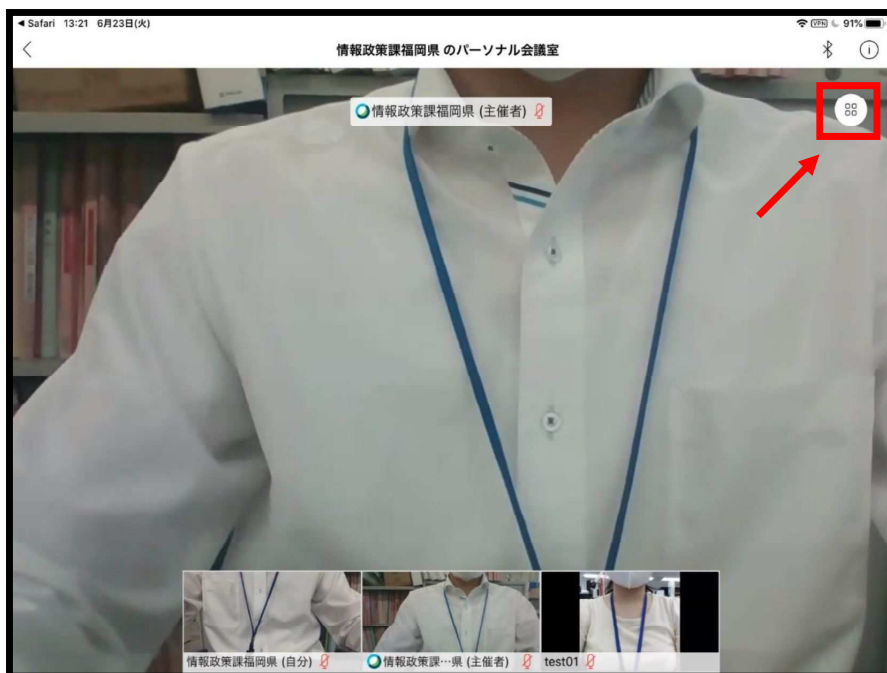 ◀ Safari 13:21 6月23日(火)
VPN 91%
情報政策課福岡県 のパーソナル会議室
情報政策課福岡県 (主催者)
情報政策課福岡県 (自分)
情報政策課…県 (主催者)
test01